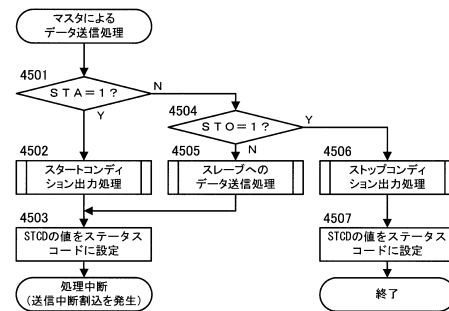 マスタによる
データ送信処理
4501
STA=1?
N
Y
4504
STO=1?
Y
N
4502
スタートコンディ
ション出力処理
4505
スレーブへの
データ送信処理
4506
ストップコンディ
ション出力処理
4503
STCDの値をステータス
コードに設定
4507
STCDの値をステータス
コードに設定
処理中断
(送信中断割込を発生)
終了